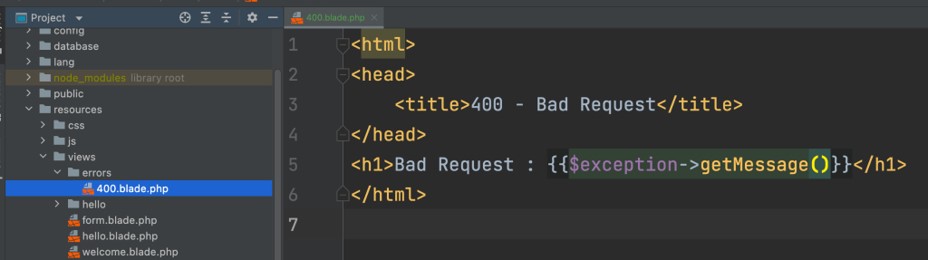 Project
config
database
lang
node_modules library root
public
resources
css
js
views
errors
400.blade.php
hello
form.blade.php
hello.blade.php
welcome.blade.php
400.blade.php
1 <html>
2 <head>
3 <title>400 - Bad Request</title>
4 </head>
5 <h1>Bad Request : {{$exception->getMessage()}}</h1>
6 </html>
7